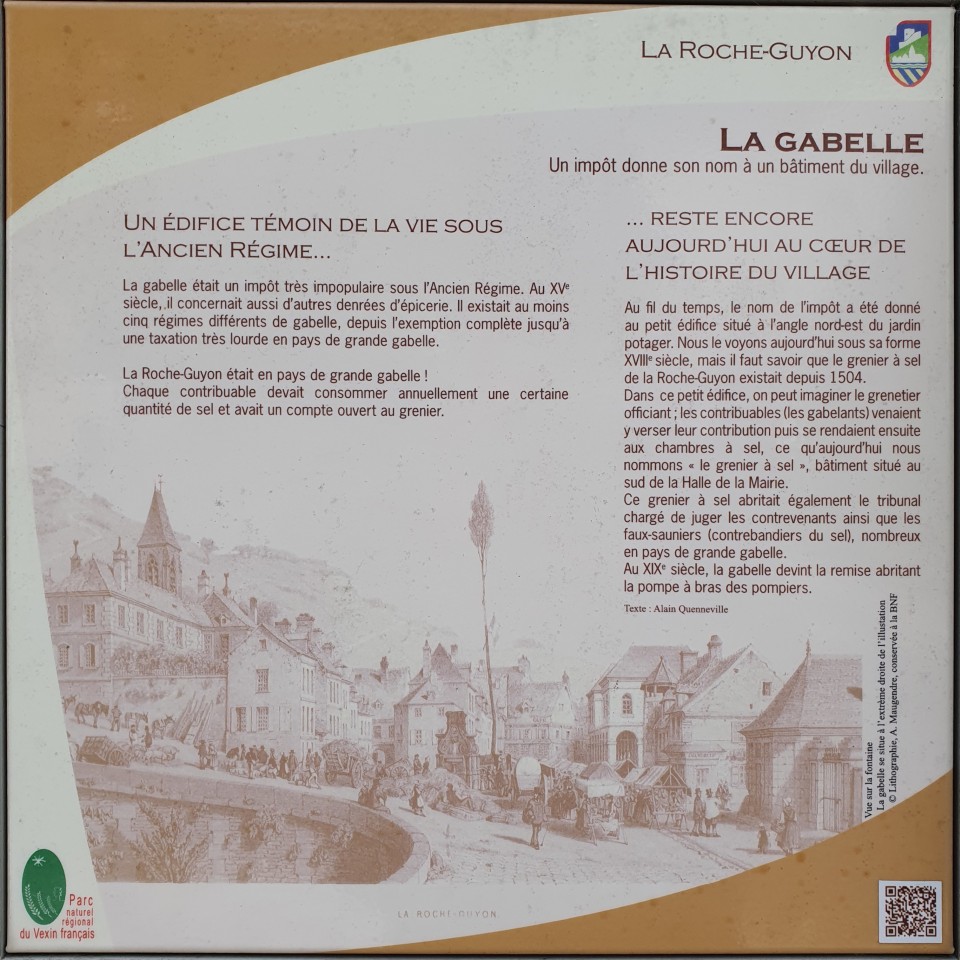 LA ROCHE-GUYON
LA GABELLE
Un impôt donne son nom à un bâtiment du village.
UN ÉDIFICE TÉMOIN DE LA VIE SOUS
L'ANCIEN RÉGIME...
La gabelle était un impôt très impopulaire sous l'Ancien Régime. Au XVe
siècle, il concernait aussi d'autres denrées d'épicerie. Il existait au moins
cinq régimes différents de gabelle, depuis l'exemption complète jusqu'à
une taxation très lourde en pays de grande gabelle.
La Roche-Guyon était en pays de grande gabelle !
Chaque contribuable devait consommer annuellement une certaine
quantité de sel et avait un compte ouvert au grenier.
... RESTE ENCORE
AUJOURD'HUI AU CŒUR DE
L'HISTOIRE DU VILLAGE
Au fil du temps, le nom de l'impôt a été donné
au petit édifice situé à l'angle nord-est du jardin
potager. Nous le voyons aujourd'hui sous sa forme
XVIIIe siècle, mais il faut savoir que le grenier à sel
de la Roche-Guyon existait depuis 1504.
Dans ce petit édifice, on peut imaginer le grenetier
officiant ; les contribuables (les gabelants) venaient
y verser leur contribution puis se rendaient ensuite
aux chambres à sel, ce qu'aujourd'hui nous
nommons « le grenier à sel », bâtiment situé au
sud de la Halle de la Mairie.
Ce grenier à sel abritait également le tribunal
chargé de juger les contrevenants ainsi que les
faux-sauniers (contrebandiers du sel), nombreux
en pays de grande gabelle.
Au XIXe siècle, la gabelle devint la remise abritant
la pompe à bras des pompiers.
Texte : Alain Quenneville
Vue sur la fontaine
La gabelle se situe à l'extrême droite de l'illustation
© Lithographie, A. Maugendre, conservée à la BNF
LA ROCHE-GUYON
Parc
naturel
régional
du Vexin français